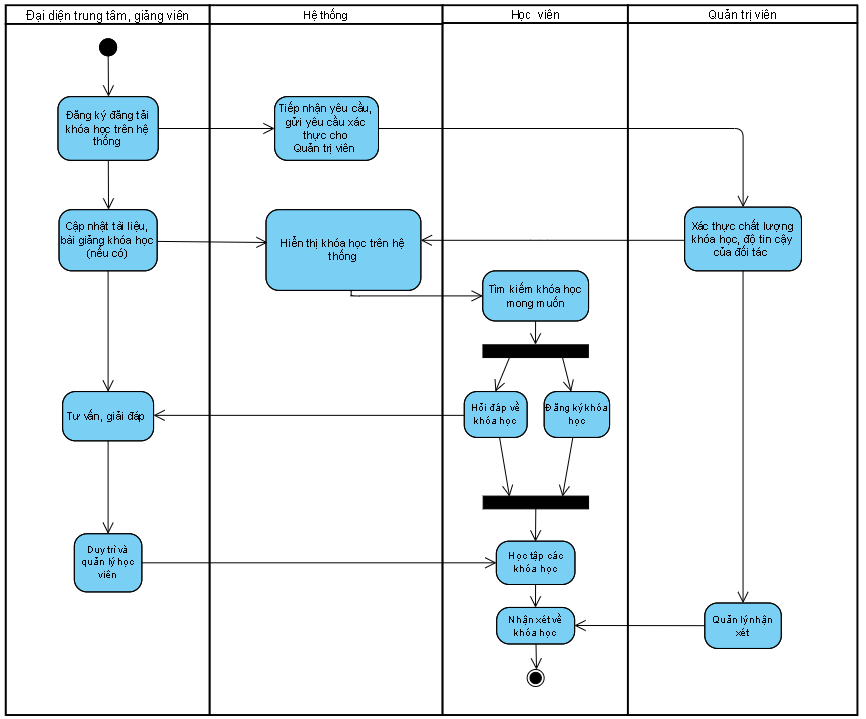 Đại diện trung tâm, giảng viên
Hệ thống
Học viên
Quản trị viên
Đăng ký đăng tải
khóa học trên hệ
thống
Tiếp nhận yêu cầu,
gửi yêu cầu xác
thực cho
Quản trị viên
Cập nhật tài liệu,
bài giảng khóa học
(nếu có)
Hiển thị khóa học trên hệ
thống
Xác thực chất lượng
khóa học, độ tin cậy
của đối tác
Tìm kiếm khóa học
mong muốn
Tư vấn, giải đáp
Hỏi đáp về
khóa học
Đăng ký khóa
học
Duy trì và
quản lý học
viên
Học tập các
khóa học
Nhận xét về
khóa học
Quản lý nhận
xét